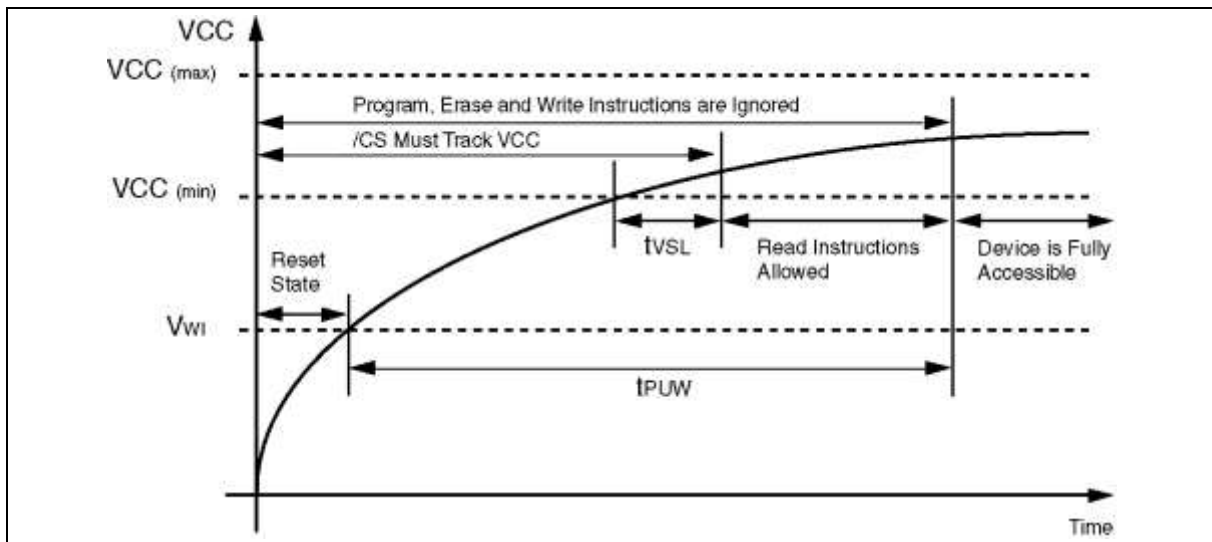 VCC
VCC (max)
Program, Erase and Write Instructions are Ignored
/CS Must Track VCC
VCC (min)
tVSL
Read Instructions
Allowed
Device is Fully
Accessible
Reset
State
VWI
tPUW
Time